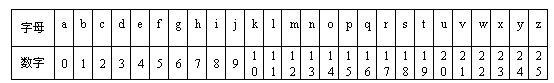 字母 a b c d e f g h i j k l m n o p q r s t u v w x y z
数字 0 1 2 3 4 5 6 7 8 9 10 11 12 13 14 15 16 17 18 19 20 21 22 23 24 25